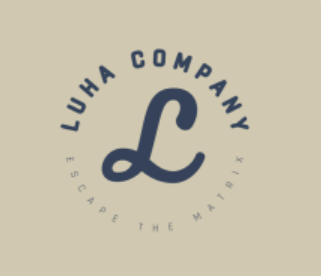 LUHA COMPANY
L
ESCAPE THE MATRIX